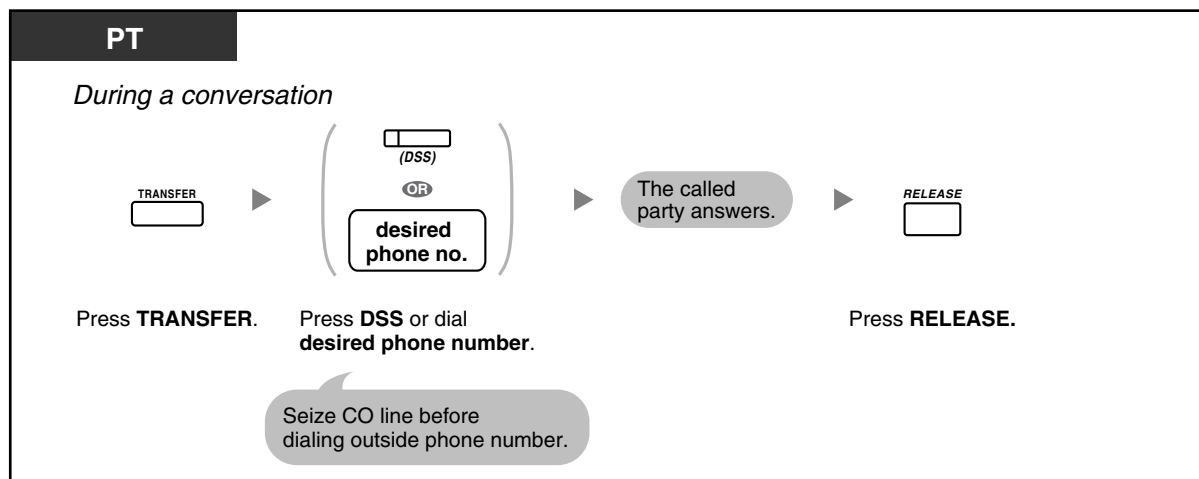 PT
During a conversation
TRANSFER
(DSS)
OR
desired
phone no.
The called
party answers.
RELEASE
Press TRANSFER.
Press DSS or dial
desired phone number.
Press RELEASE.
Seize CO line before
dialing outside phone number.